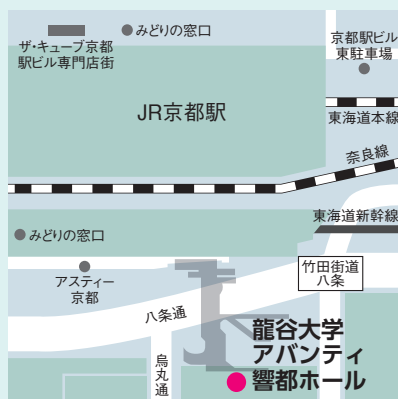 みどりの窓口
ザ・キューブ京都
駅ビル専門店街
京都駅ビル
東駐車場
JR京都駅
東海道本線
奈良線
東海道新幹線
みどりの窓口
竹田街道
八条
アスティー
京都
八条通
烏丸通
龍谷大学
アバンティ
響都ホール